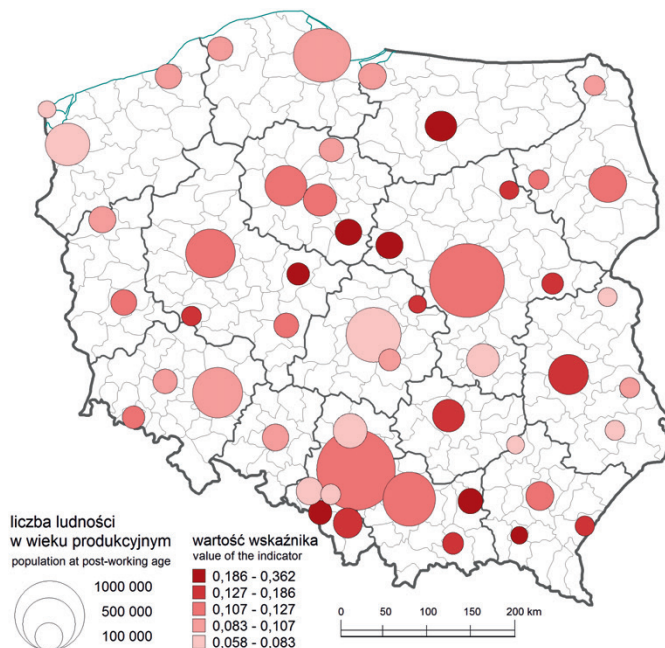 liczba ludności
w wieku produkcyjnym
population at post-working age
1000 000
500 000
100 000
wartość wskaźnika
value of the indicator
0,186 - 0,362
0,127 - 0,186
0,107 - 0,127
0,083 - 0,107
0,058 - 0,083
0 50 100 150 200 km